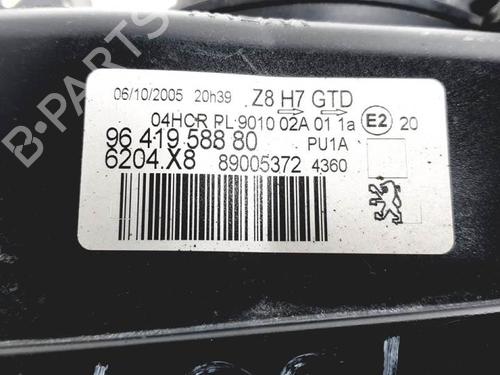 06/10/2005 20h39 Z8 H7 GTD
04HCR PL 9010 02A 01 1a E2 20
96 419 588 80 PU1A
6204.X8 89005372 4360
B-PARTS